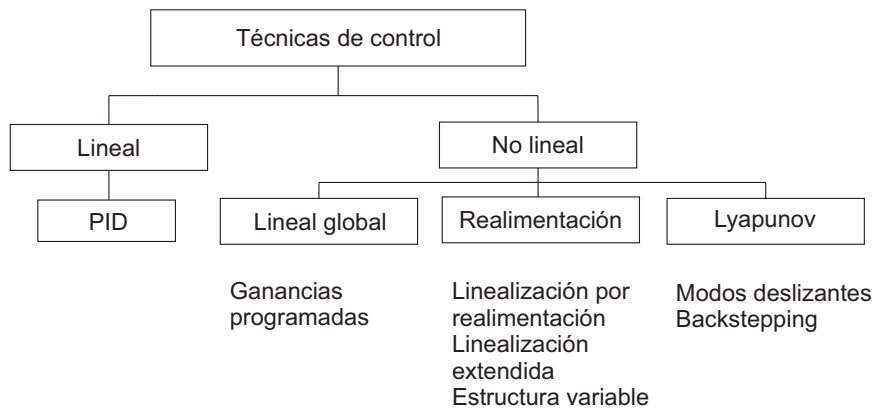 Técnicas de control
Lineal
No lineal
PID
Lineal global
Realimentación
Lyapunov
Ganancias
programadas
Linealización por
realimentación
Linealización
extendida
Estructura variable
Modos deslizantes
Backstepping